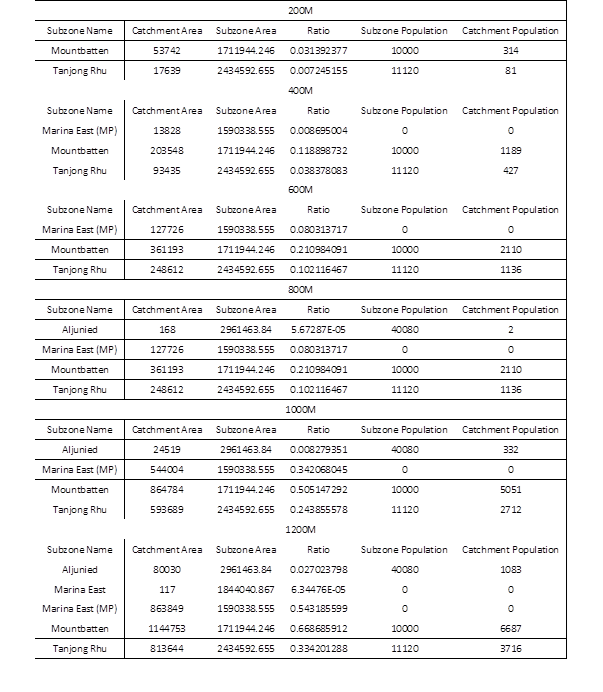 200M
Subzone Name Catchment Area Subzone Area Ratio Subzone Population Catchment Population
Mountbatten 53742 1711944.246 0.031392377 10000 314
Tanjong Rhu 17639 2434592.655 0.007245155 11120 81
400M
Subzone Name Catchment Area Subzone Area Ratio Subzone Population Catchment Population
Marina East (MP) 13828 1590338.555 0.008695004 0 0
Mountbatten 203548 1711944.246 0.118898732 10000 1189
Tanjong Rhu 93435 2434592.655 0.038378083 11120 427
600M
Subzone Name Catchment Area Subzone Area Ratio Subzone Population Catchment Population
Marina East (MP) 127726 1590338.555 0.080313717 0 0
Mountbatten 361193 1711944.246 0.210984091 10000 2110
Tanjong Rhu 248612 2434592.655 0.102116467 11120 1136
800M
Subzone Name Catchment Area Subzone Area Ratio Subzone Population Catchment Population
Aljunied 168 2961463.84 5.67287E-05 40080 2
Marina East (MP) 127726 1590338.555 0.080313717 0 0
Mountbatten 361193 1711944.246 0.210984091 10000 2110
Tanjong Rhu 248612 2434592.655 0.102116467 11120 1136
1000M
Subzone Name Catchment Area Subzone Area Ratio Subzone Population Catchment Population
Aljunied 24519 2961463.84 0.008279351 40080 332
Marina East (MP) 544004 1590338.555 0.342068045 0 0
Mountbatten 864784 1711944.246 0.505147292 10000 5051
Tanjong Rhu 593689 2434592.655 0.243855578 11120 2712
1200M
Subzone Name Catchment Area Subzone Area Ratio Subzone Population Catchment Population
Aljunied 80030 2961463.84 0.027023798 40080 1083
Marina East 117 1844040.867 6.34476E-05 0 0
Marina East (MP) 863849 1590338.555 0.543185599 0 0
Mountbatten 1144753 1711944.246 0.668685912 10000 6687
Tanjong Rhu 813644 2434592.655 0.334201288 11120 3716